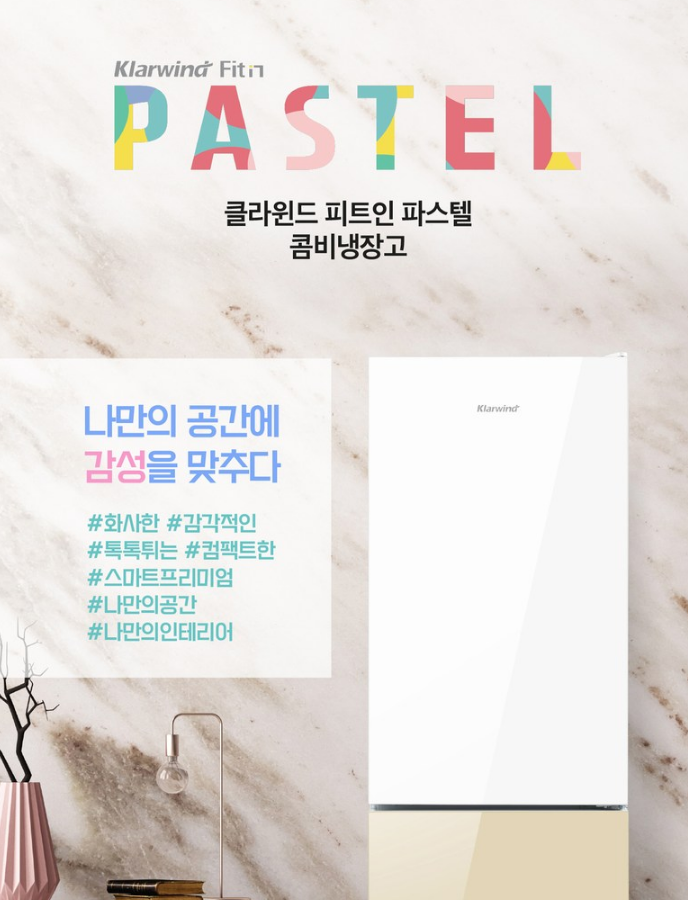 Klarwind Fit in
PASTEL
클라윈드 피트인 파스텔
콤비냉장고
Klarwind
나만의 공간에
감성을 맞추다
#화사한 #감각적인
#톡톡튀는 #컴팩트한
#스마트프리미엄
#나만의공간
#나만의인테리어